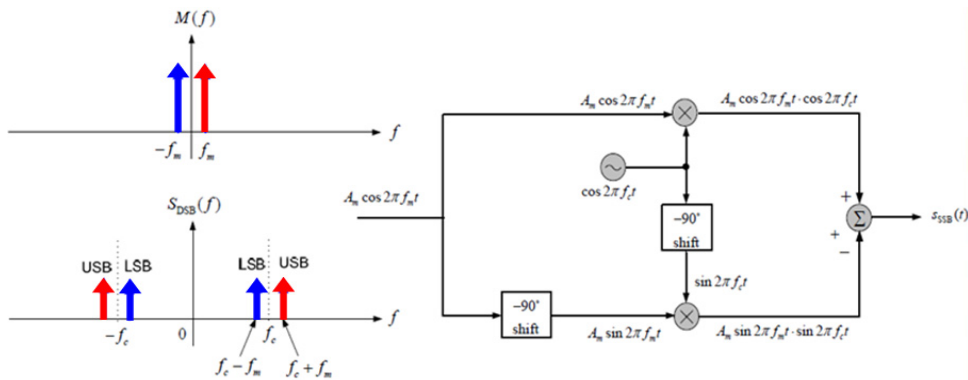 M(f)
f
−f_m
f_m
S_DSB(f)
USB
LSB
LSB
USB
f
−f_c
0
f_c
f_c − f_m
f_c + f_m
A_m cos 2π f_m t
A_m cos 2π f_m t
A_m cos 2π f_m t · cos 2π f_c t
∼
cos 2π f_c t
×
−90°
shift
sin 2π f_c t
−90°
shift
A_m sin 2π f_m t
×
A_m sin 2π f_m t · sin 2π f_c t
+
Σ
+
−
s_SSB(t)